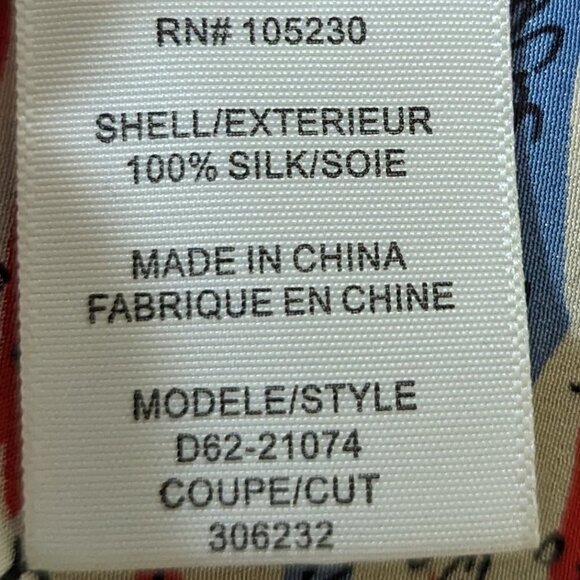 RN# 105230
SHELL/EXTERIEUR
100% SILK/SOIE
MADE IN CHINA
FABRIQUE EN CHINE
MODELE/STYLE
D62-21074
COUPE/CUT
306232